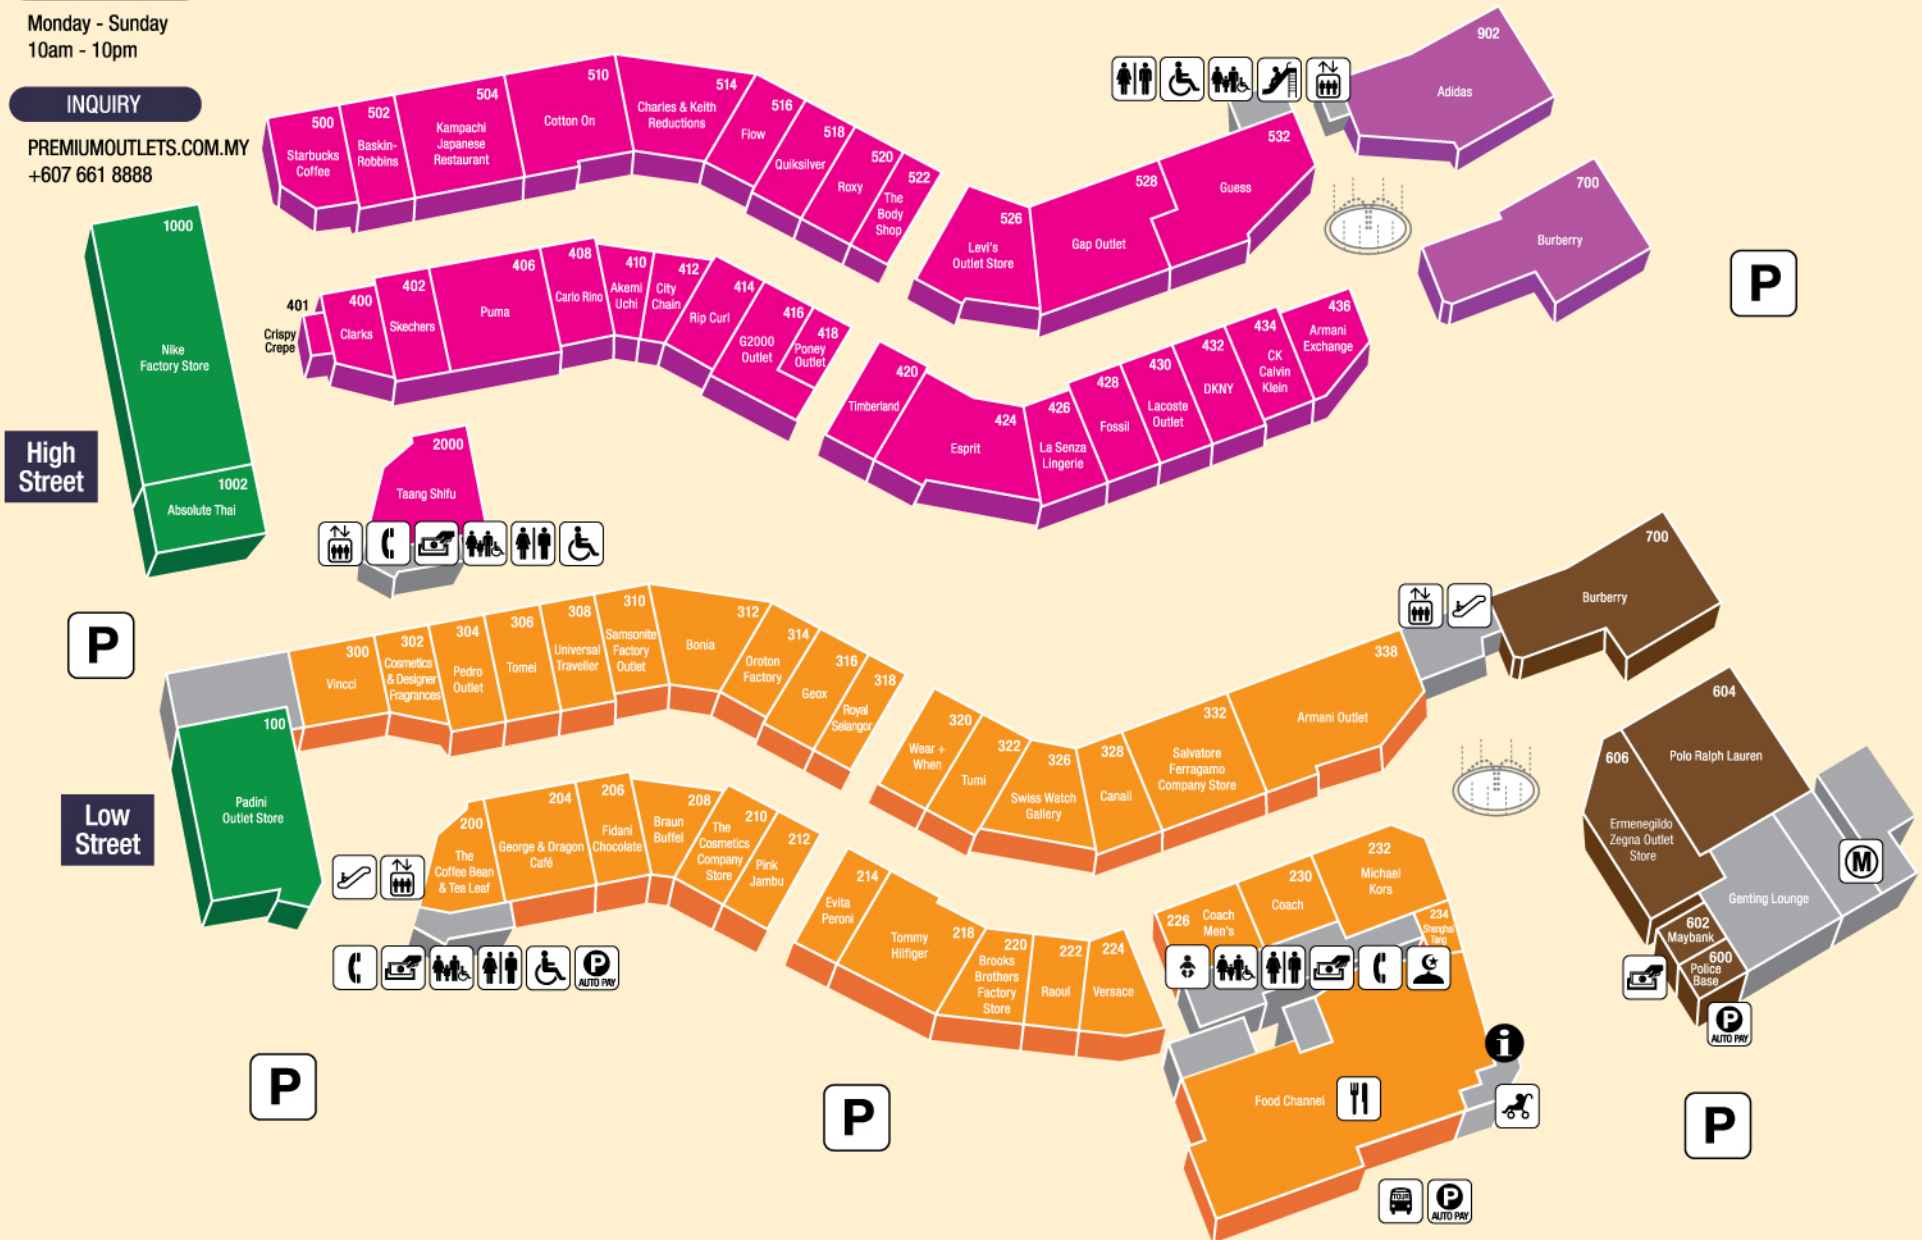 Monday - Sunday
10am - 10pm
INQUIRY
PREMIUMOUTLETS.COM.MY
+607 661 8888
High
Street
1000
Nike
Factory Store
1002
Absolute Thai
500
Starbucks
Coffee
502
Baskin-
Robbins
504
Kampachi
Japanese
Restaurant
510
Cotton On
514
Charles & Keith
Reductions
516
Flow
518
Quiksilver
520
Roxy
522
The
Body
Shop
526
Levi's
Outlet Store
528
Gap Outlet
532
Guess
902
Adidas
700
Burberry
P
401
Crispy
Crepe
400
Clarks
402
Skechers
406
Puma
408
Carlo Rino
410
Akemi
Uchi
412
City
Chain
414
Rip Curl
416
G2000
Outlet
418
Poney
Outlet
420
Timberland
424
Esprit
426
La Senza
Lingerie
428
Fossil
430
Lacoste
Outlet
432
DKNY
434
CK
Calvin
Klein
436
Armani
Exchange
2000
Taang Shifu
P
Low
Street
100
Padini
Outlet Store
300
Vincci
302
Cosmetics
& Designer
Fragrances
304
Pedro
Outlet
306
Tomei
308
Universal
Traveller
310
Samsonite
Factory
Outlet
312
Bonia
314
Oroton
Factory
316
Geox
318
Royal
Selangor
320
Wear +
When
322
Tumi
326
Swiss Watch
Gallery
328
Canali
332
Salvatore
Ferragamo
Company Store
338
Armani Outlet
700
Burberry
604
Polo Ralph Lauren
606
Ermenegildo
Zegna Outlet
Store
Genting Lounge
M
602
Maybank
600
Police
Base
P
AUTO PAY
200
The
Coffee Bean
& Tea Leaf
204
George & Dragon
Café
206
Fidani
Chocolate
208
Braun
Buffel
210
The
Cosmetics
Company
Store
212
Pink
Jambu
P
AUTO PAY
214
Evita
Peroni
218
Tommy
Hilfiger
220
Brooks
Brothers
Factory
Store
222
Raoul
224
Versace
226
Coach
Men's
230
Coach
232
Michael
Kors
234
Shanghai
Tang
Food Channel
i
P
P
P
TOUR
P
AUTO PAY